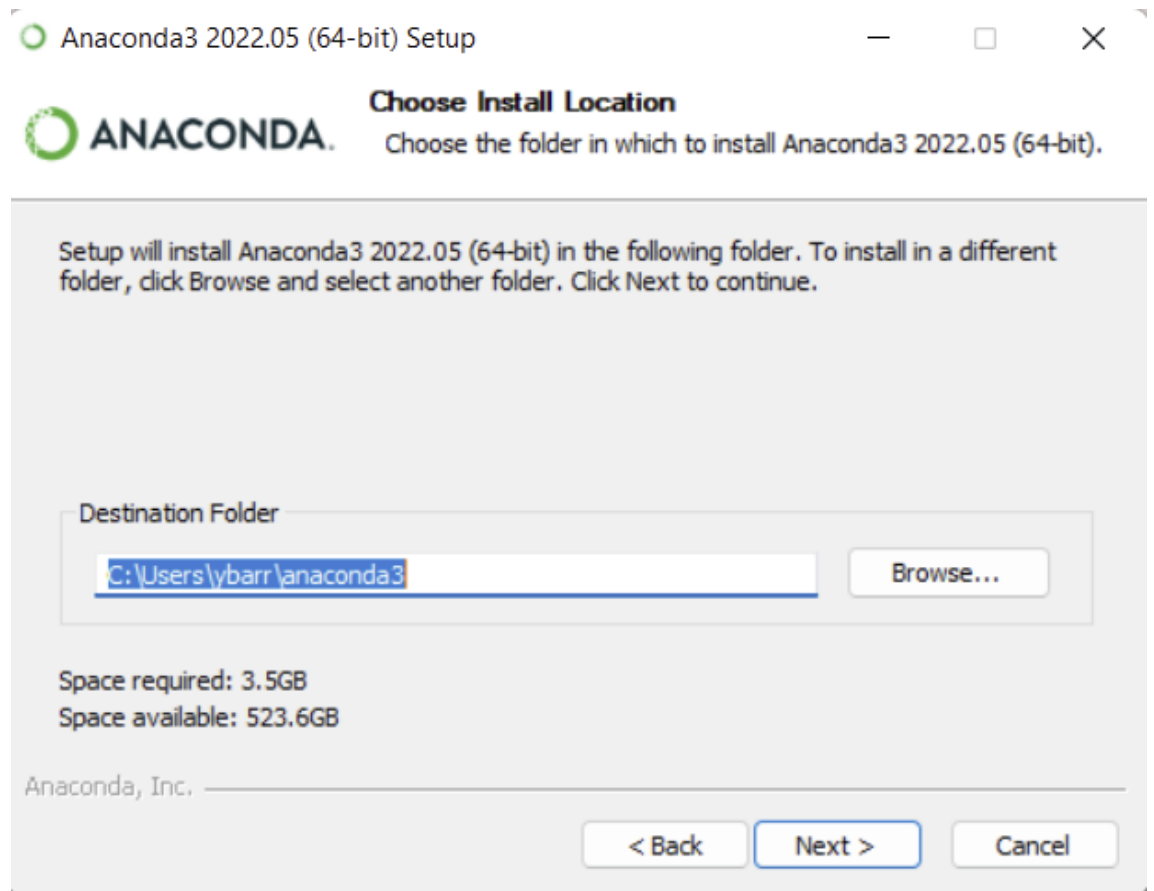 Anaconda3 2022.05 (64-bit) Setup
ANACONDA.
Choose Install Location
Choose the folder in which to install Anaconda3 2022.05 (64-bit).
Setup will install Anaconda3 2022.05 (64-bit) in the following folder. To install in a different
folder, click Browse and select another folder. Click Next to continue.
Destination Folder
C:\Users\ybarr\anaconda3
Browse...
Space required: 3.5GB
Space available: 523.6GB
Anaconda, Inc.
< Back
Next >
Cancel